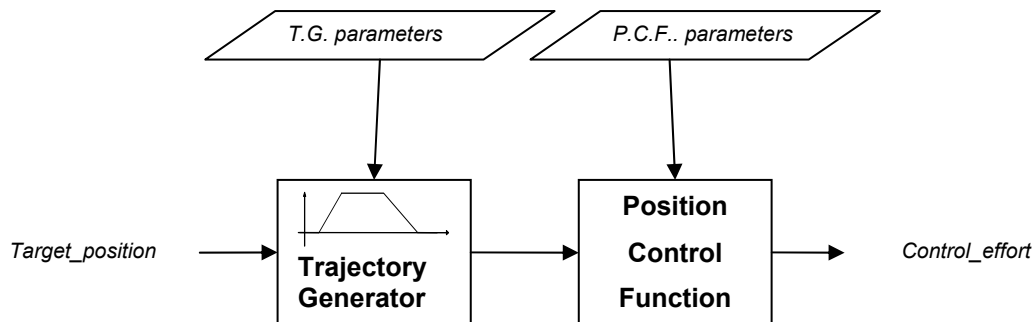 T.G. parameters
P.C.F.. parameters
Target_position
Trajectory
Generator
Position
Control
Function
Control_effort